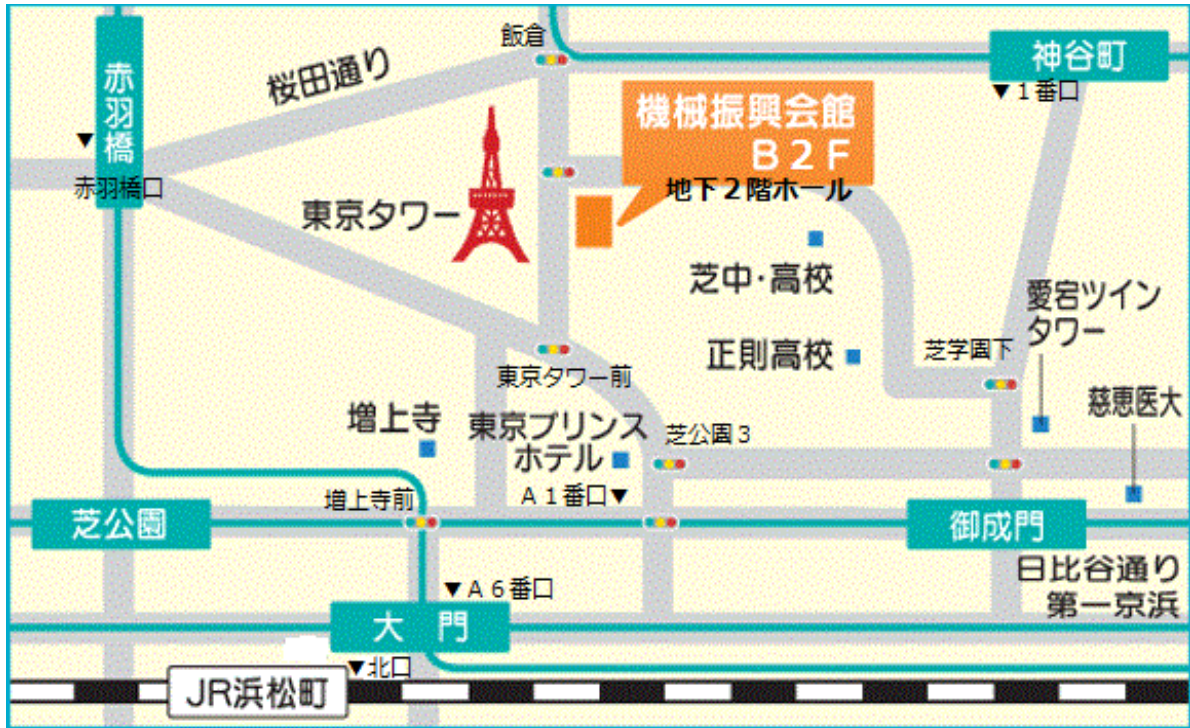 飯倉
神谷町
▼1番口
桜田通り
赤羽橋
▼
赤羽橋口
機械振興会館
B2F
地下2階ホール
東京タワー
芝中・高校
愛宕ツイン
タワー
正則高校
芝学園下
東京タワー前
慈恵医大
増上寺
東京プリンス
ホテル
芝公園3
A1番口▼
増上寺前
芝公園
御成門
日比谷通り
第一京浜
▼A6番口
大 門
▼北口
JR浜松町